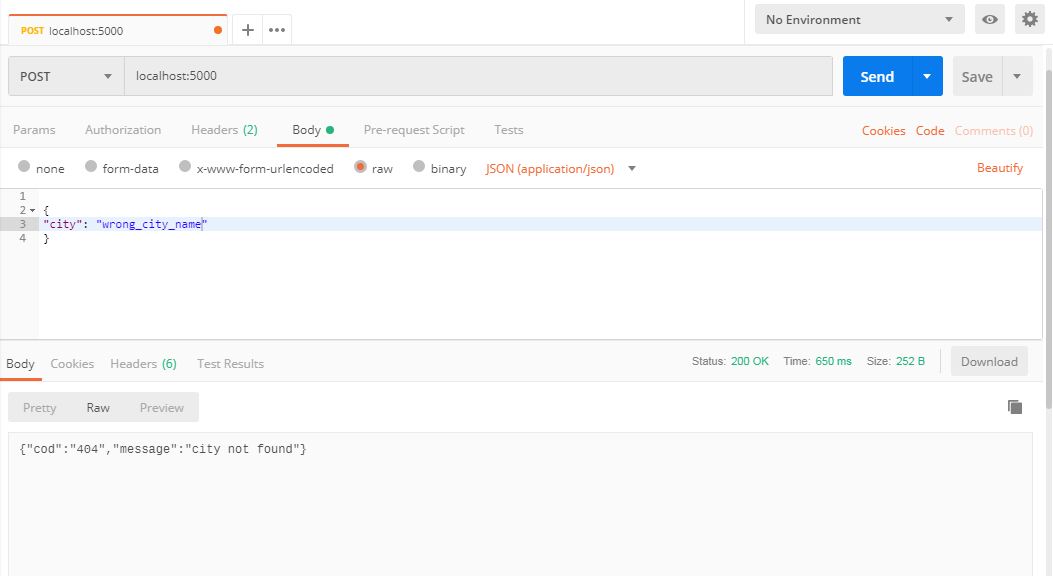 POST localhost:5000
No Environment
POST localhost:5000 Send Save
Params Authorization Headers (2) Body Pre-request Script Tests Cookies Code Comments (0)
none form-data x-www-form-urlencoded raw binary JSON (application/json) Beautify
1
2 {
3 "city": "wrong_city_name"
4 }
Body Cookies Headers (6) Test Results Status: 200 OK Time: 650 ms Size: 252 B Download
Pretty Raw Preview
{"cod":"404","message":"city not found"}